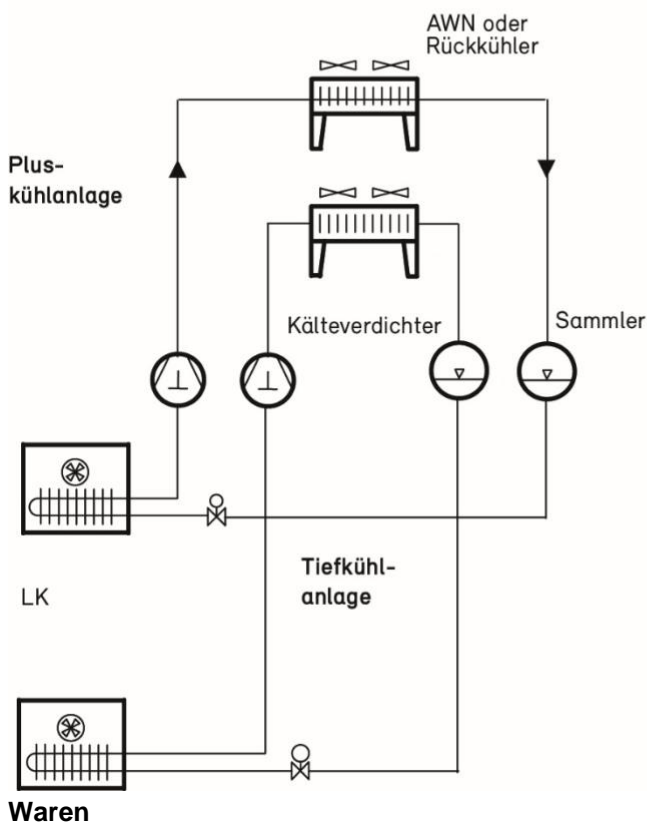 AWN oder
Rückkühler
Plus-
kühlanlage
Kälteverdichter
Sammler
Tiefkühl-
anlage
LK
Waren